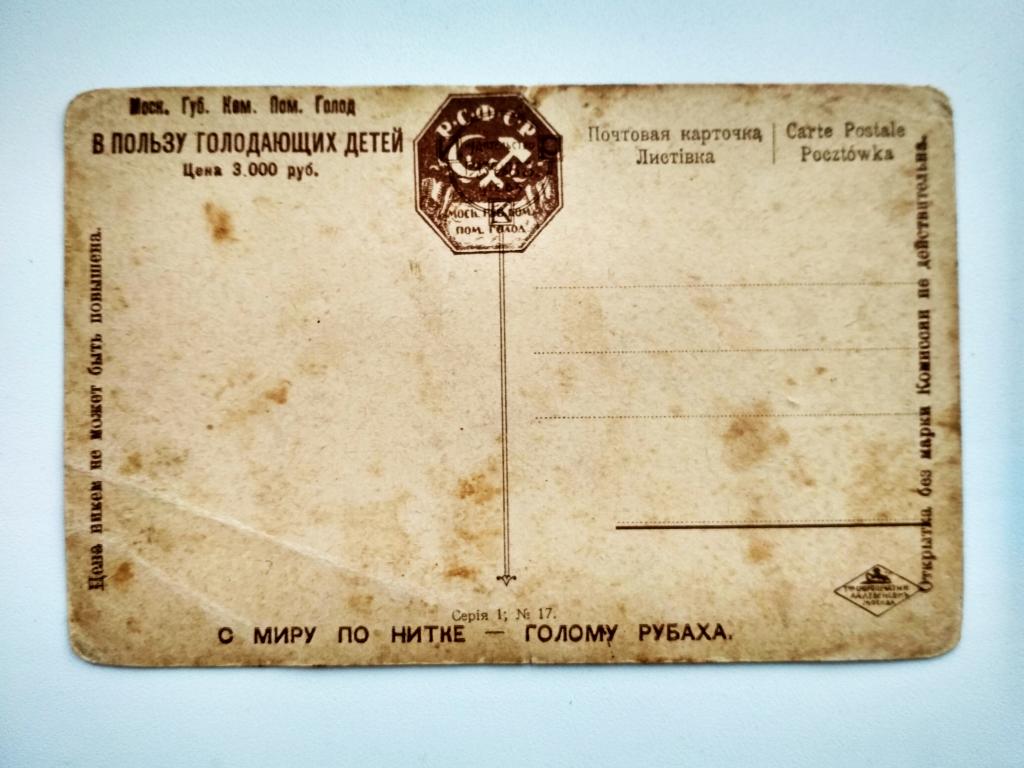 Моск. Губ. Ком. Пом. Голод
В ПОЛЬЗУ ГОЛОДАЮЩИХ ДЕТЕЙ
Цена 3.000 руб.
Р.С.Ф.С.Р.
МОСК. ГУБ. КОМ.
ПОМ. ГОЛОД
Почтовая карточка
Листівка
Carte Postale
Pocztówka
Цена никем не может быть повышена.
Открытка без марки Комиссии не действительна.
МОСКВА
Серія 1; № 17.
С МИРУ ПО НИТКЕ — ГОЛОМУ РУБАХА.